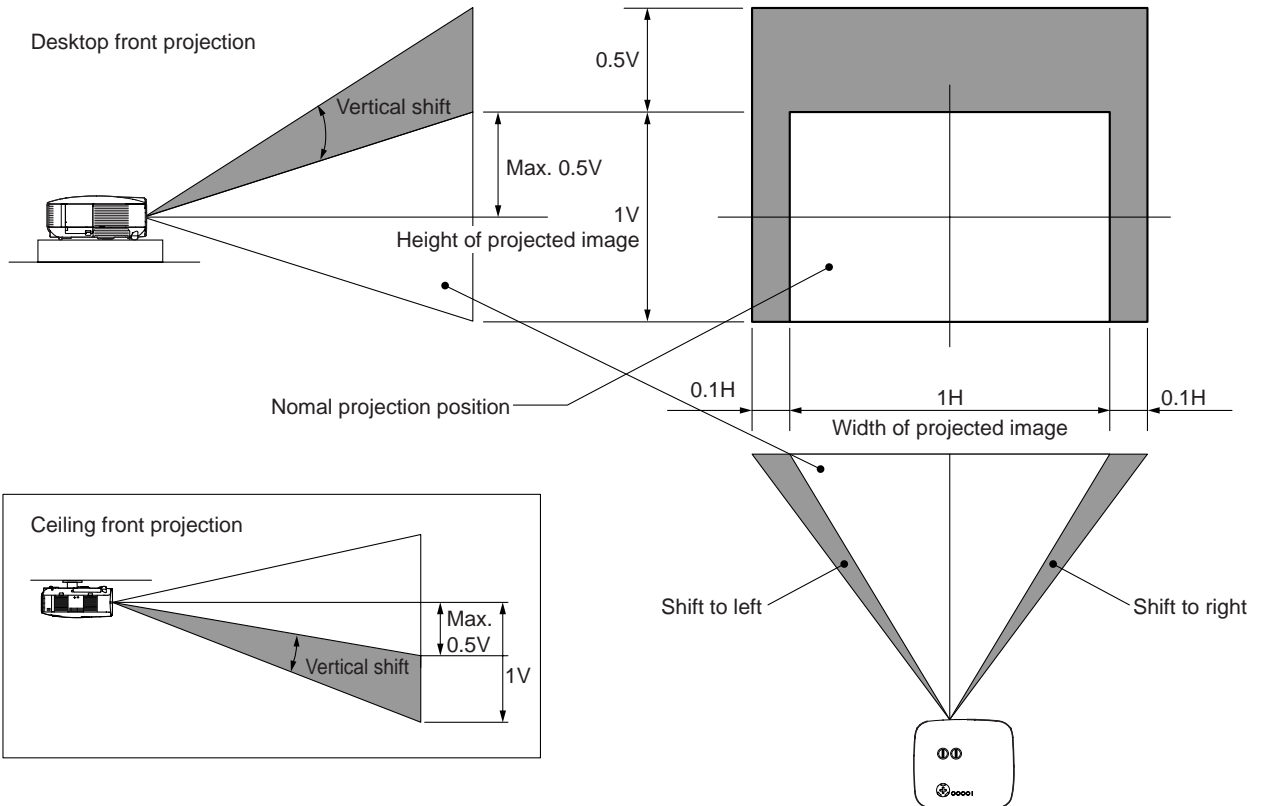 Desktop front projection
Vertical shift
Max. 0.5V
0.5V
1V
Height of projected image
Nomal projection position
0.1H
1H
0.1H
Width of projected image
Shift to left
Shift to right
Ceiling front projection
Max.
0.5V
Vertical shift
1V